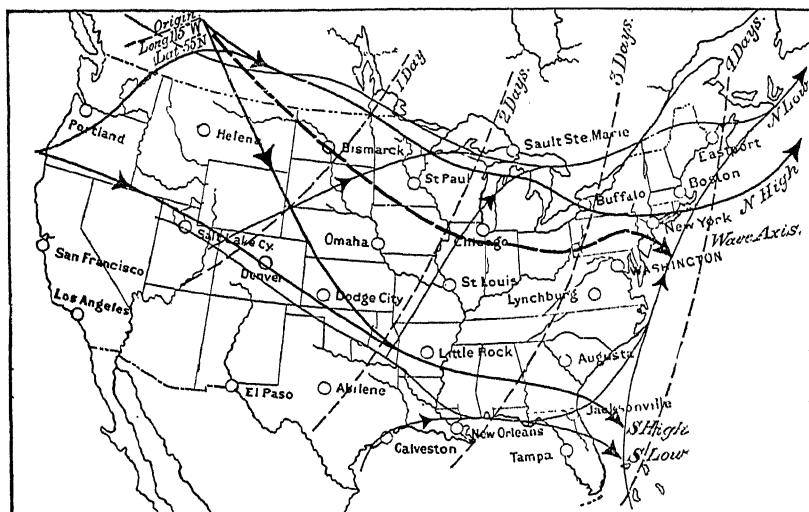 Origin
Long 115° W
Lat. 55 N
1 Day
2 Days.
3 Days.
4 Days.
N Low
N High
Wave Axis.
Portland
Helena
Bismarck
Sault Ste. Marie
Eastport
St Paul
Buffalo
Boston
New York
Salt Lake Cy.
Omaha
Chicago
WASHINGTON
San Francisco
Denver
St Louis
Lynchburg
Dodge City
Los Angeles
Little Rock
Augusta
El Paso
Abilene
Jacksonville
S High
S Low
New Orleans
Galveston
Tampa